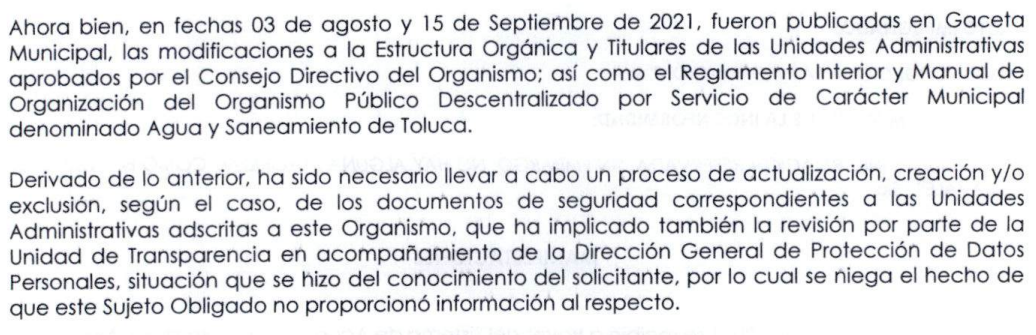 Ahora bien, en fechas 03 de agosto y 15 de Septiembre de 2021, fueron publicadas en Gaceta
Municipal, las modificaciones a la Estructura Orgánica y Titulares de las Unidades Administrativas
aprobados por el Consejo Directivo del Organismo; así como el Reglamento Interior y Manual de
Organización del Organismo Público Descentralizado por Servicio de Carácter Municipal
denominado Agua y Saneamiento de Toluca.
Derivado de lo anterior, ha sido necesario llevar a cabo un proceso de actualización, creación y/o
exclusión, según el caso, de los documentos de seguridad correspondientes a las Unidades
Administrativas adscritas a este Organismo, que ha implicado también la revisión por parte de la
Unidad de Transparencia en acompañamiento de la Dirección General de Protección de Datos
Personales, situación que se hizo del conocimiento del solicitante, por lo cual se niega el hecho de
que este Sujeto Obligado no proporcionó información al respecto.